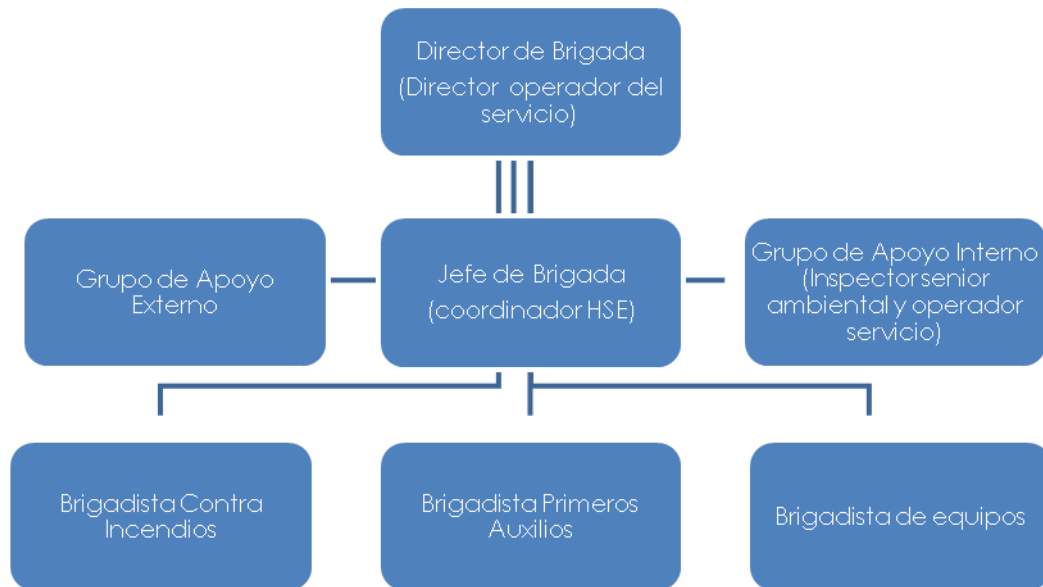 Director de Brigada
(Director operador del
servicio)
Grupo de Apoyo
Externo
Jefe de Brigada
(coordinador HSE)
Grupo de Apoyo Interno
(Inspector senior
ambiental y operador
servicio)
Brigadista Contra
Incendios
Brigadista Primeros
Auxilios
Brigadista de equipos